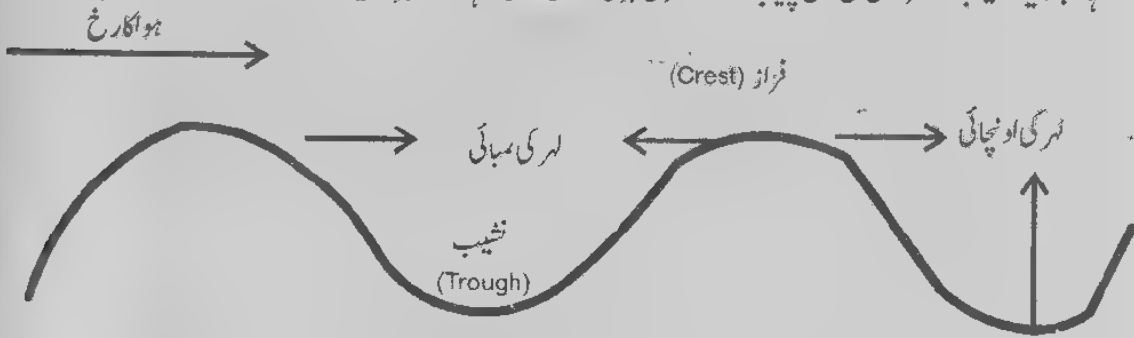 ہوا کا رخ
فراز (Crest)
لہر کی اونچائی
لہر کی لمبائی
نشیب
(Trough)